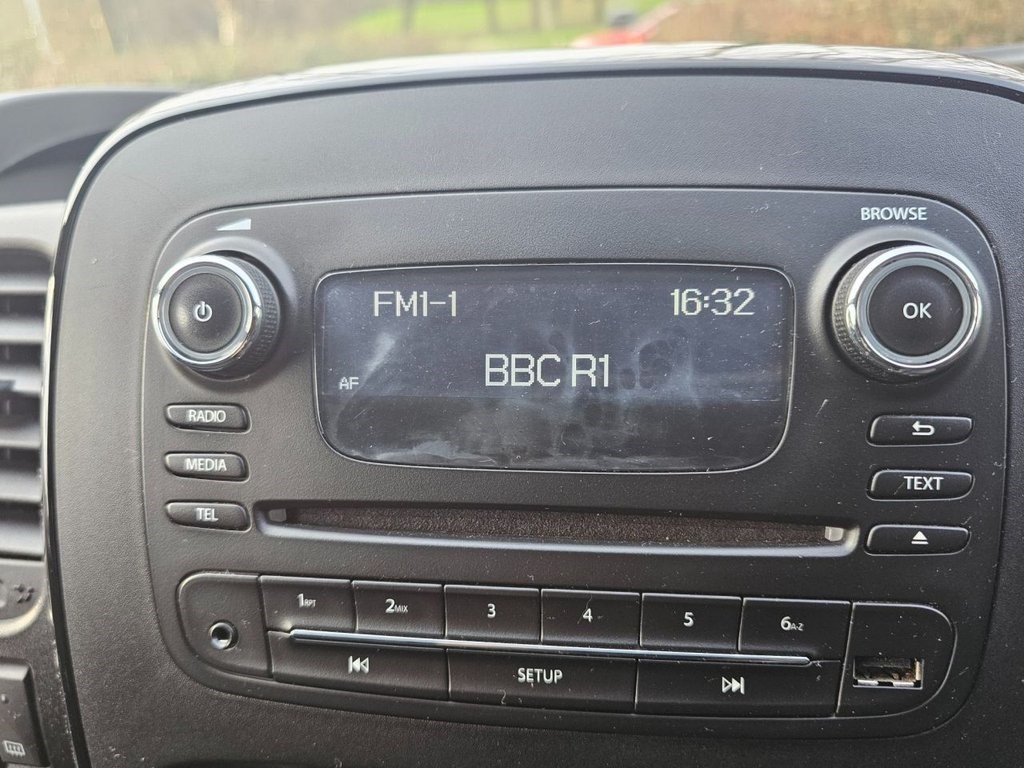 BROWSE
FM1-1 16:32
BBC R1
AF
OK
RADIO
MEDIA
TEL
TEXT
1RPT 2MIX 3 4 5 6A-Z
SETUP